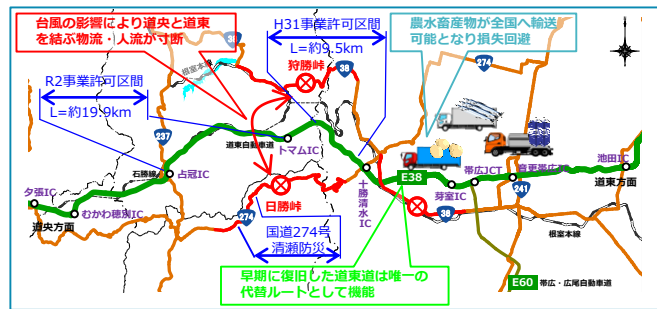 台風の影響により道央と道東
を結ぶ物流・人流が寸断
H31事業許可区間
L=約9.5km
農水畜産物が全国へ輸送
可能となり損失回避
R2事業許可区間
L=約19.9km
38
根室本線
狩勝峠
38
274
237
道東自動車道
トマムIC
石勝線
占冠IC
夕張IC
むかわ穂別IC
道央方面
274
日勝峠
国道274号
清瀬防災
十勝清水IC
E38
芽室IC
帯広JCT
音更帯広IC
241
池田IC
道東方面
38
根室本線
早期に復旧した道東道は唯一の
代替ルートとして機能
E60
帯広・広尾自動車道